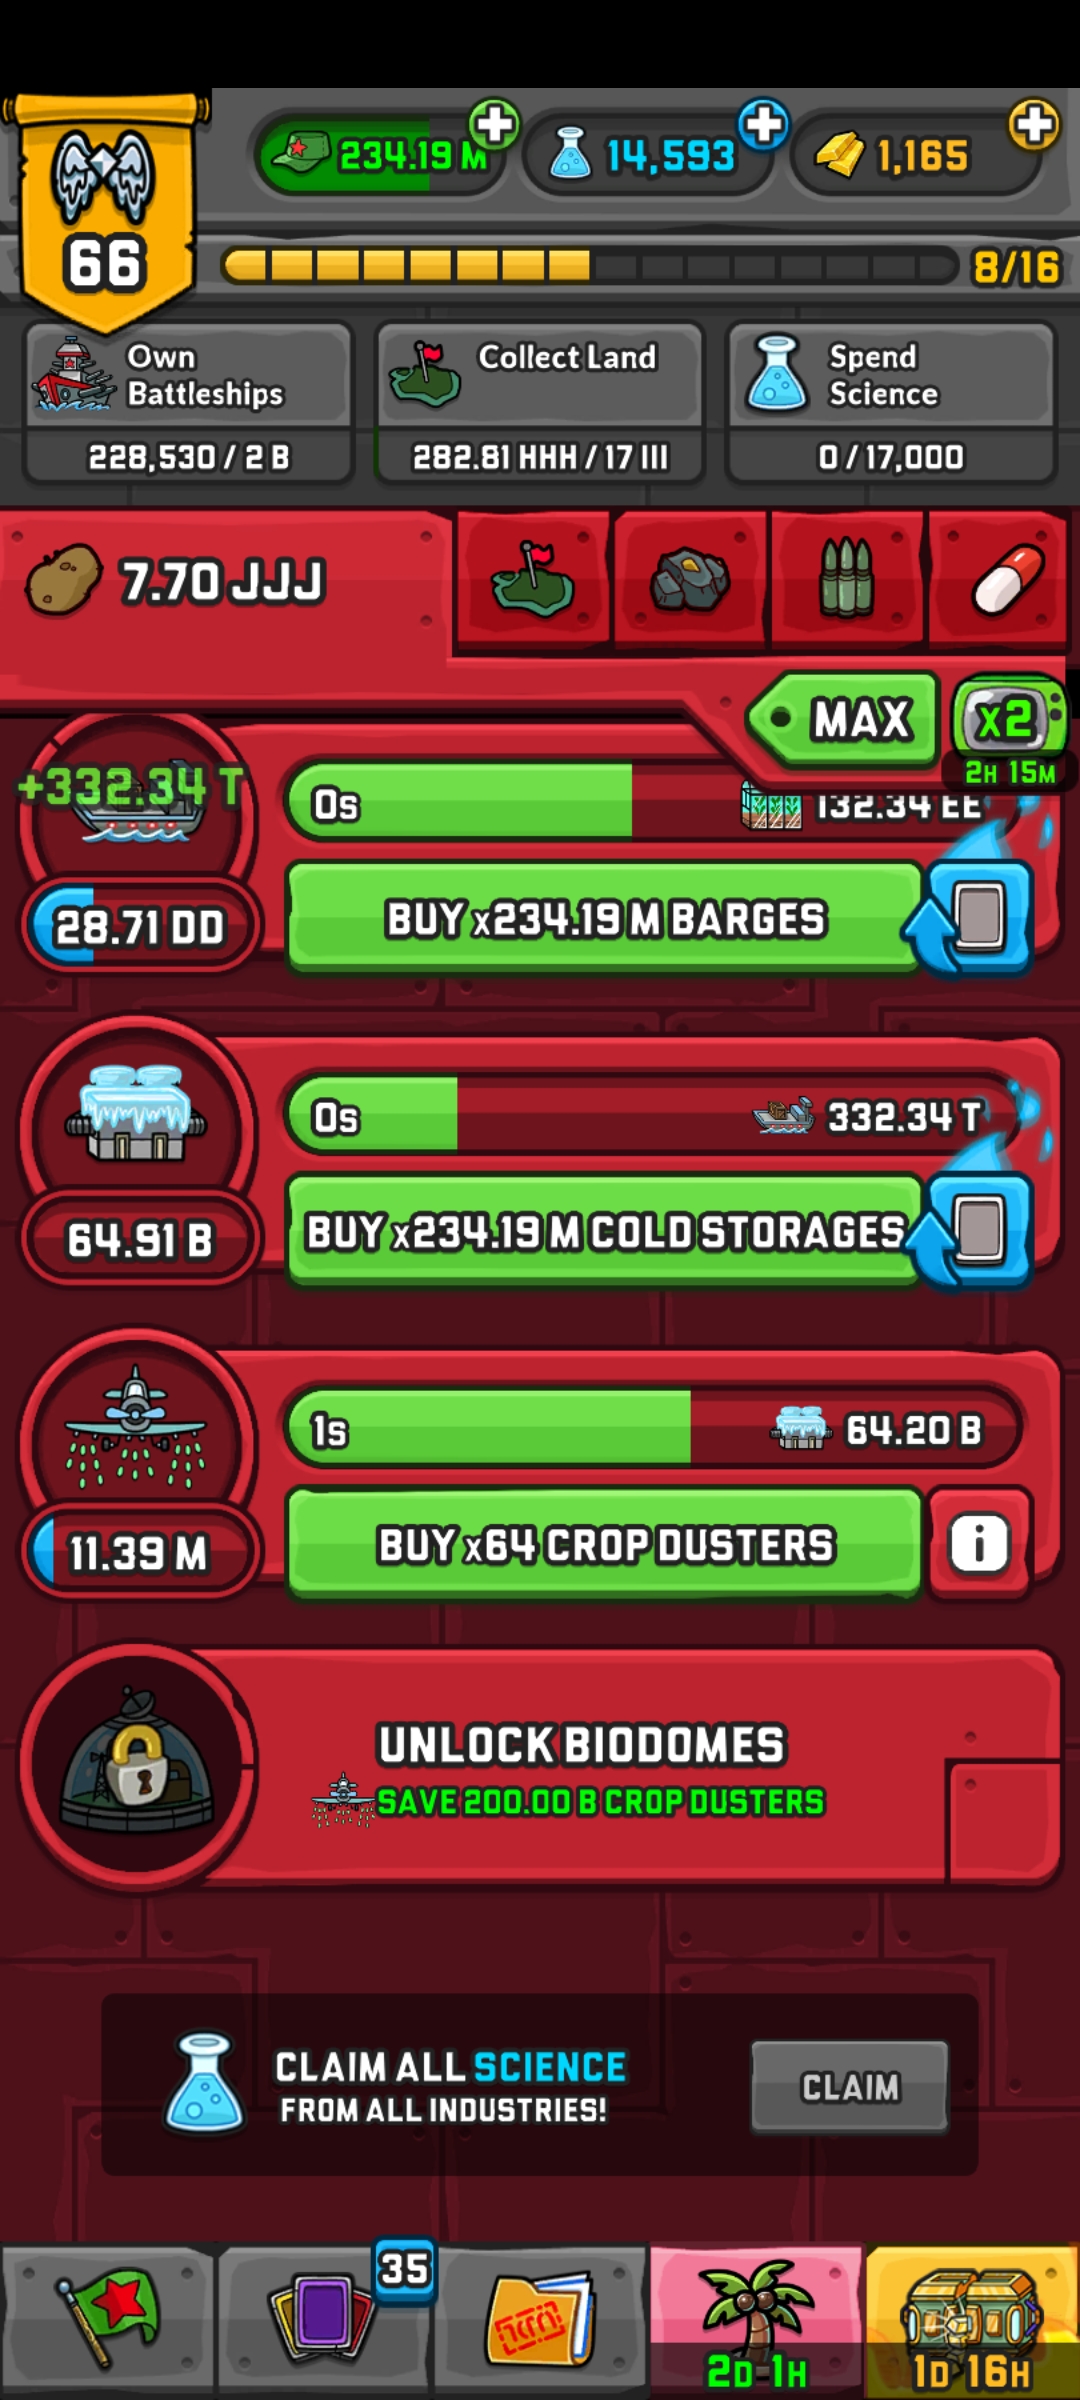 234.19 M
14,593
1,165
66
8/16
Own
Battleships
228,530 / 2 B
Collect Land
282.81 HHH / 17 III
Spend
Science
0 / 17,000
7.70 JJJ
MAX
x2
2H 15M
+332.34 T
0s
132.34 EE
28.71 DD
BUY x234.19 M BARGES
0s
332.34 T
64.91 B
BUY x234.19 M COLD STORAGES
1s
64.20 B
11.39 M
BUY x64 CROP DUSTERS
i
UNLOCK BIODOMES
SAVE 200.00 B CROP DUSTERS
CLAIM ALL SCIENCE
FROM ALL INDUSTRIES!
CLAIM
35
2D 1H
1D 16H